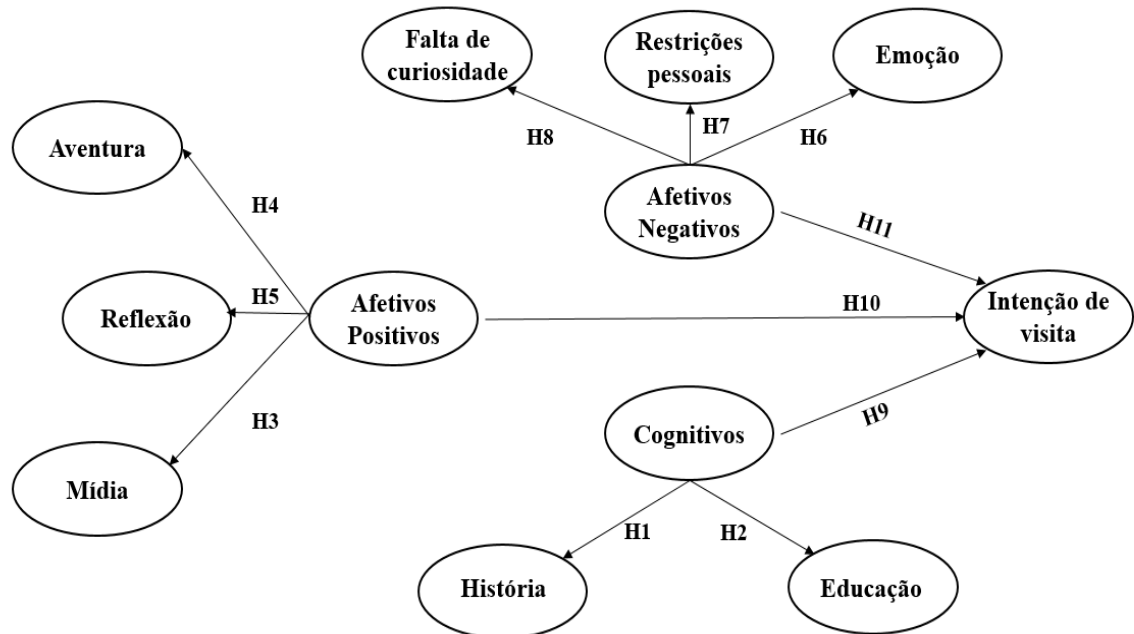 Falta de
curiosidade
Restrições
pessoais
Emoção
H8
H7
H6
Aventura
Afetivos
Negativos
H4
H11
H5
Reflexão
Afetivos
Positivos
H10
Intenção de
visita
H3
Cognitivos
H9
Mídia
H1
H2
História
Educação